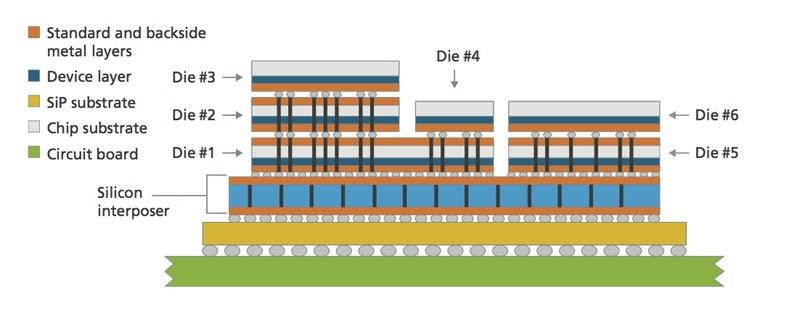 Standard and backside
metal layers
Device layer
SiP substrate
Chip substrate
Circuit board
Die #4
Die #3
Die #2
Die #6
Die #1
Die #5
Silicon
interposer